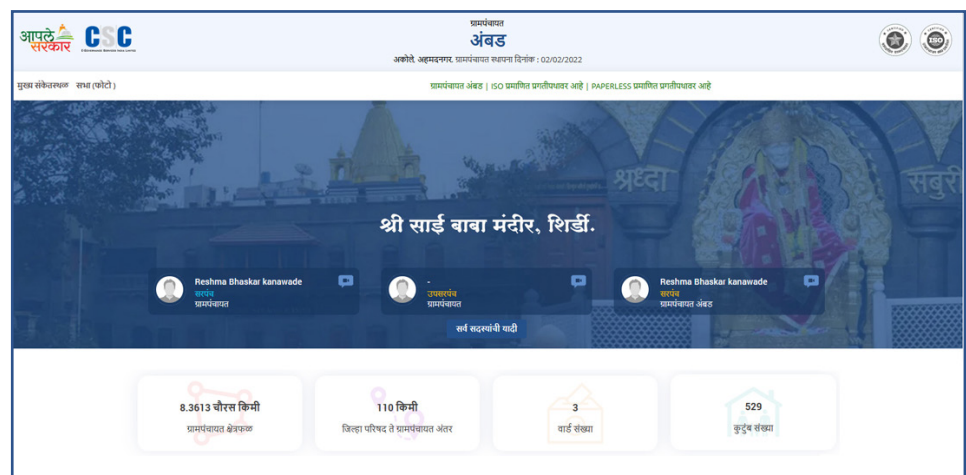 आपले सरकार
CSC
ग्रामपंचायत
अंबड
अकोले, अहमदनगर. ग्रामपंचायत स्थापना दिनांक : 02/02/2022
मुख्य संकेतस्थळ सभा (फोटो )
ग्रामपंचायत अंबड | ISO प्रमाणित प्रगतीपथावर आहे | PAPERLESS प्रमाणित प्रगतीपथावर आहे
श्रध्दा
सबुरी
श्री साई बाबा मंदीर, शिर्डी.
Reshma Bhaskar kanawade
सरपंच
ग्रामपंचायत
-
उपसरपंच
ग्रामपंचायत
Reshma Bhaskar kanawade
सरपंच
ग्रामपंचायत अंबड
सर्व सदस्यांची यादी
8.3613 चौरस किमी
ग्रामपंचायत क्षेत्रफळ
110 किमी
जिल्हा परिषद ते ग्रामपंचायत अंतर
3
वार्ड संख्या
529
कुटुंब संख्या